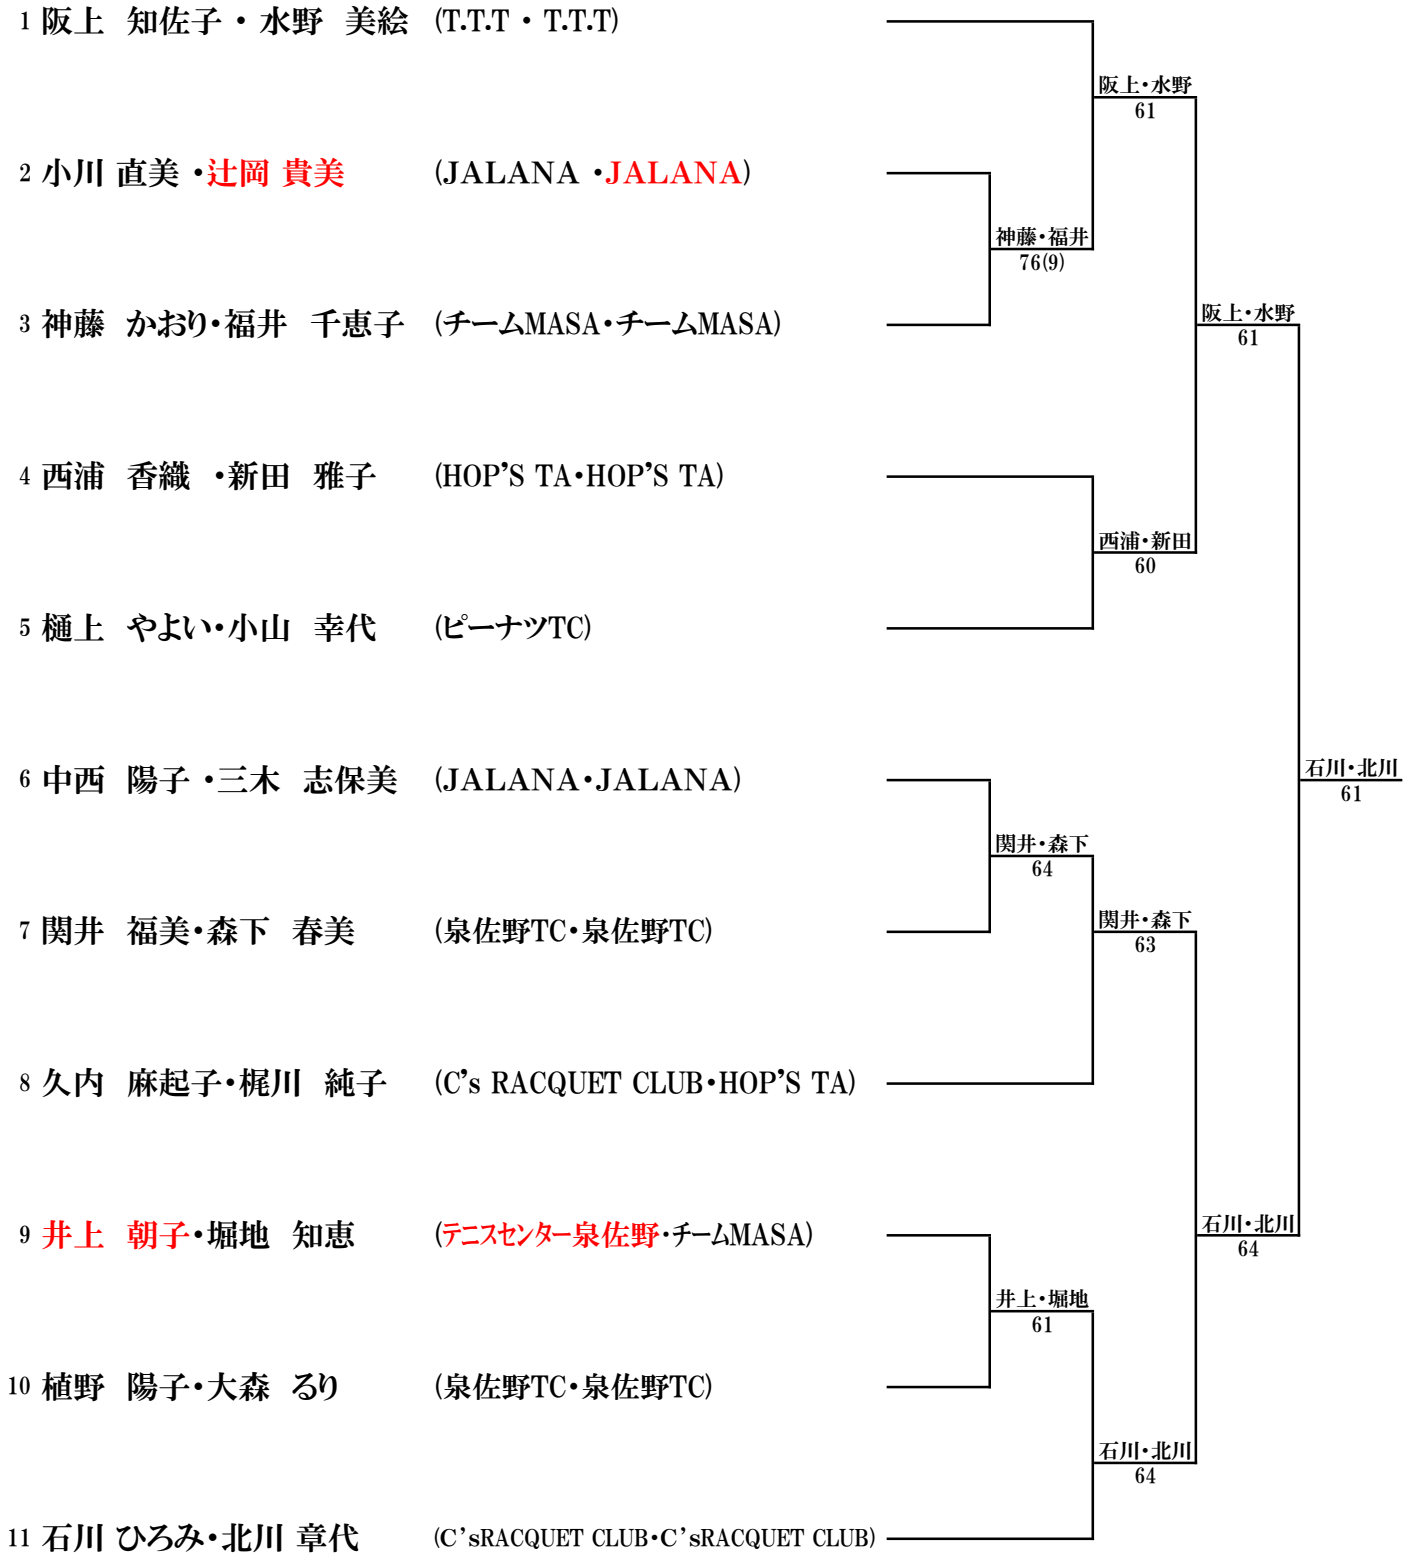 1 阪上 知佐子・水野 美絵 (T.T.T・T.T.T)
阪上・水野
61
2 小川 直美・辻岡 貴美 (JALANA・JALANA)
神藤・福井
76(9)
3 神藤 かおり・福井 千恵子 (チームMASA・チームMASA)
阪上・水野
61
4 西浦 香織・新田 雅子 (HOP'S TA・HOP'S TA)
西浦・新田
60
5 樋上 やよい・小山 幸代 (ピーナツTC)
6 中西 陽子・三木 志保美 (JALANA・JALANA)
石川・北川
61
関井・森下
64
7 関井 福美・森下 春美 (泉佐野TC・泉佐野TC)
関井・森下
63
8 久内 麻起子・梶川 純子 (C's RACQUET CLUB・HOP'S TA)
9 井上 朝子・堀地 知恵 (テニスセンター泉佐野・チームMASA)
石川・北川
64
井上・堀地
61
10 植野 陽子・大森 るり (泉佐野TC・泉佐野TC)
石川・北川
64
11 石川 ひろみ・北川 章代 (C'sRACQUET CLUB・C'sRACQUET CLUB)